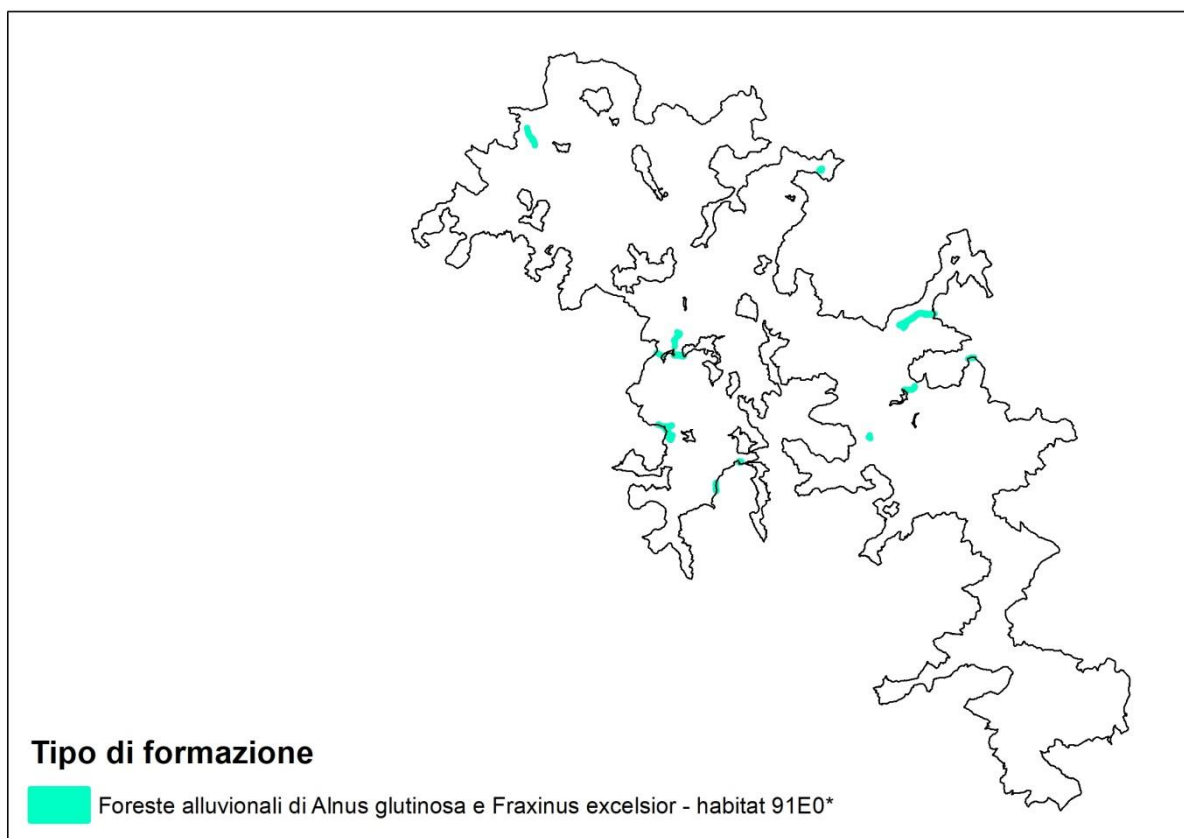 Tipo di formazione
Foreste alluvionali di Alnus glutinosa e Fraxinus excelsior - habitat 91E0*